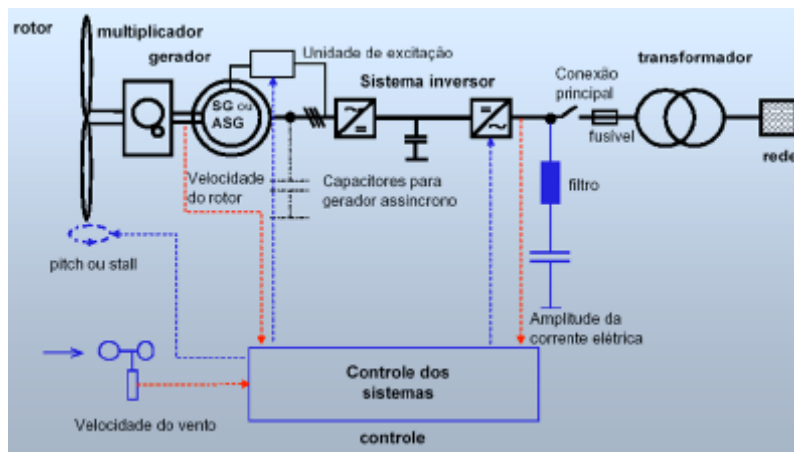 rotor
multiplicador
gerador
Unidade de excitação
transformador
Sistema inversor
Conexão
principal
SG ou
ASG
fusível
rede
Velocidade
do rotor
Capacitores para
gerador assincrono
filtro
pitch ou stall
Amplitude da
corrente elétrica
Controle dos
sistemas
Velocidade do vento
controle